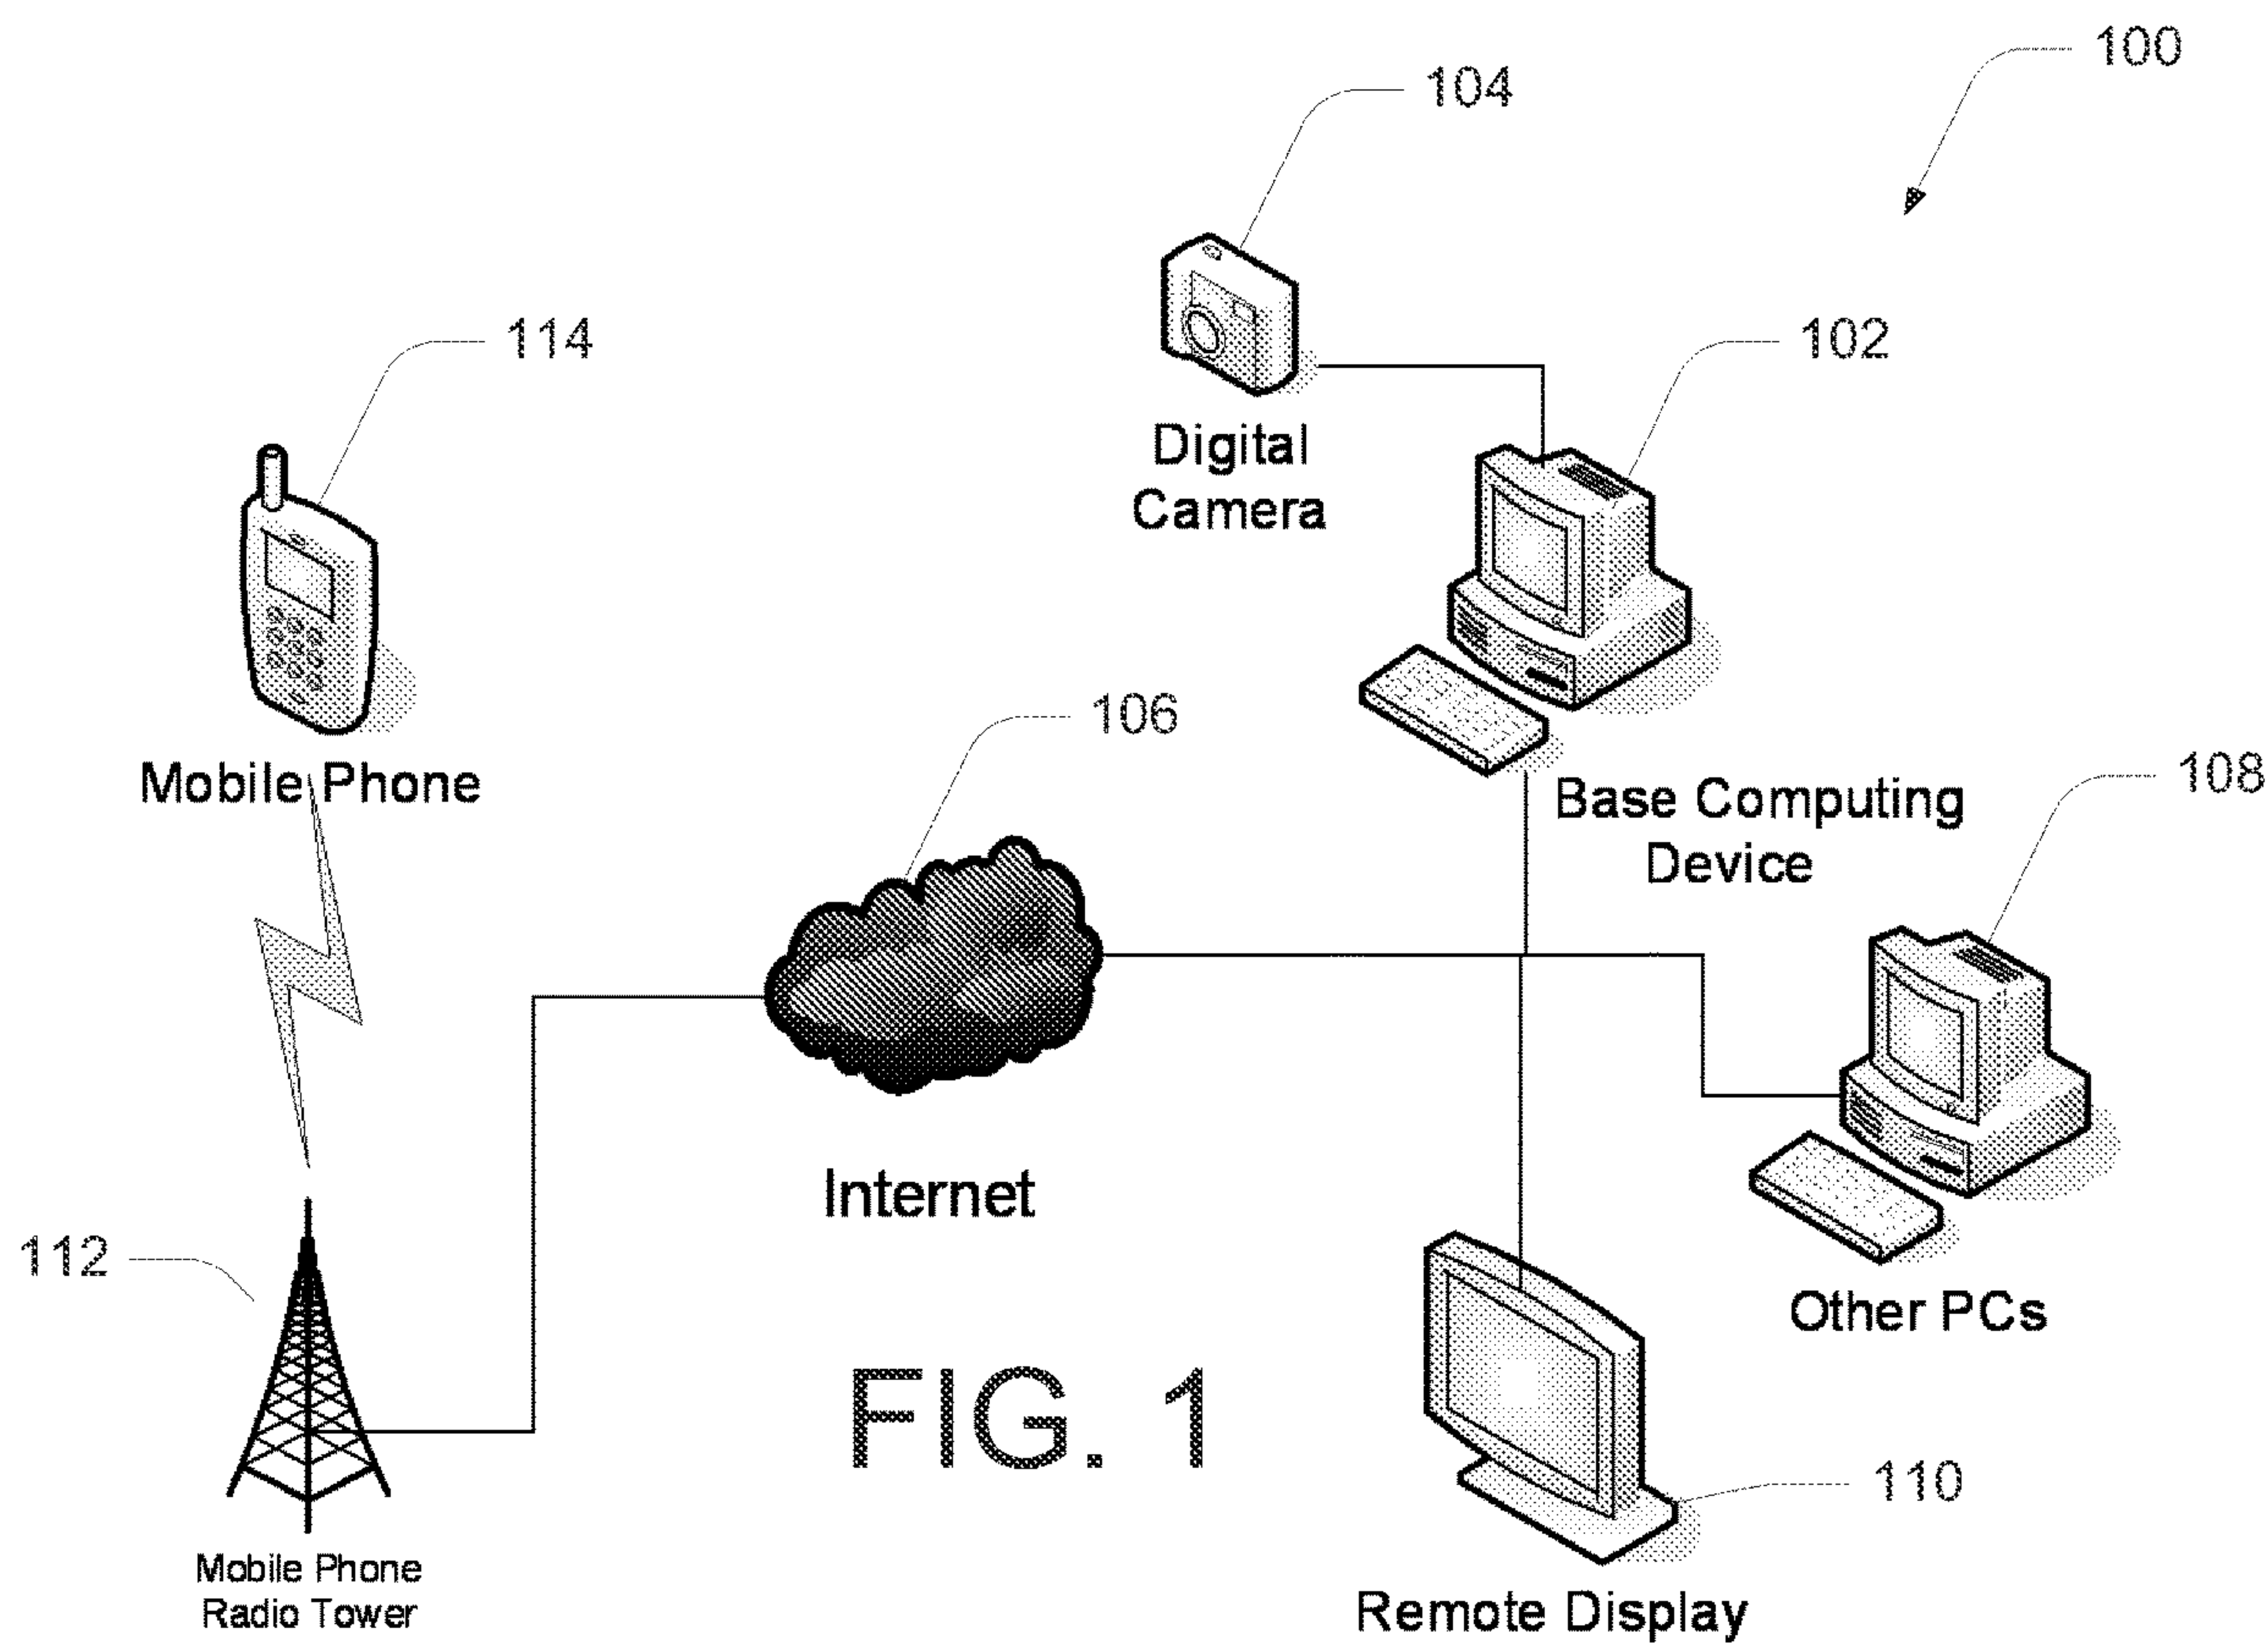 100
104
114
102
Digital
Camera
Mobile Phone
106
Base Computing
Device
108
Internet
112
Other PCs
FIG. 1
110
Mobile Phone
Radio Tower
Remote Display